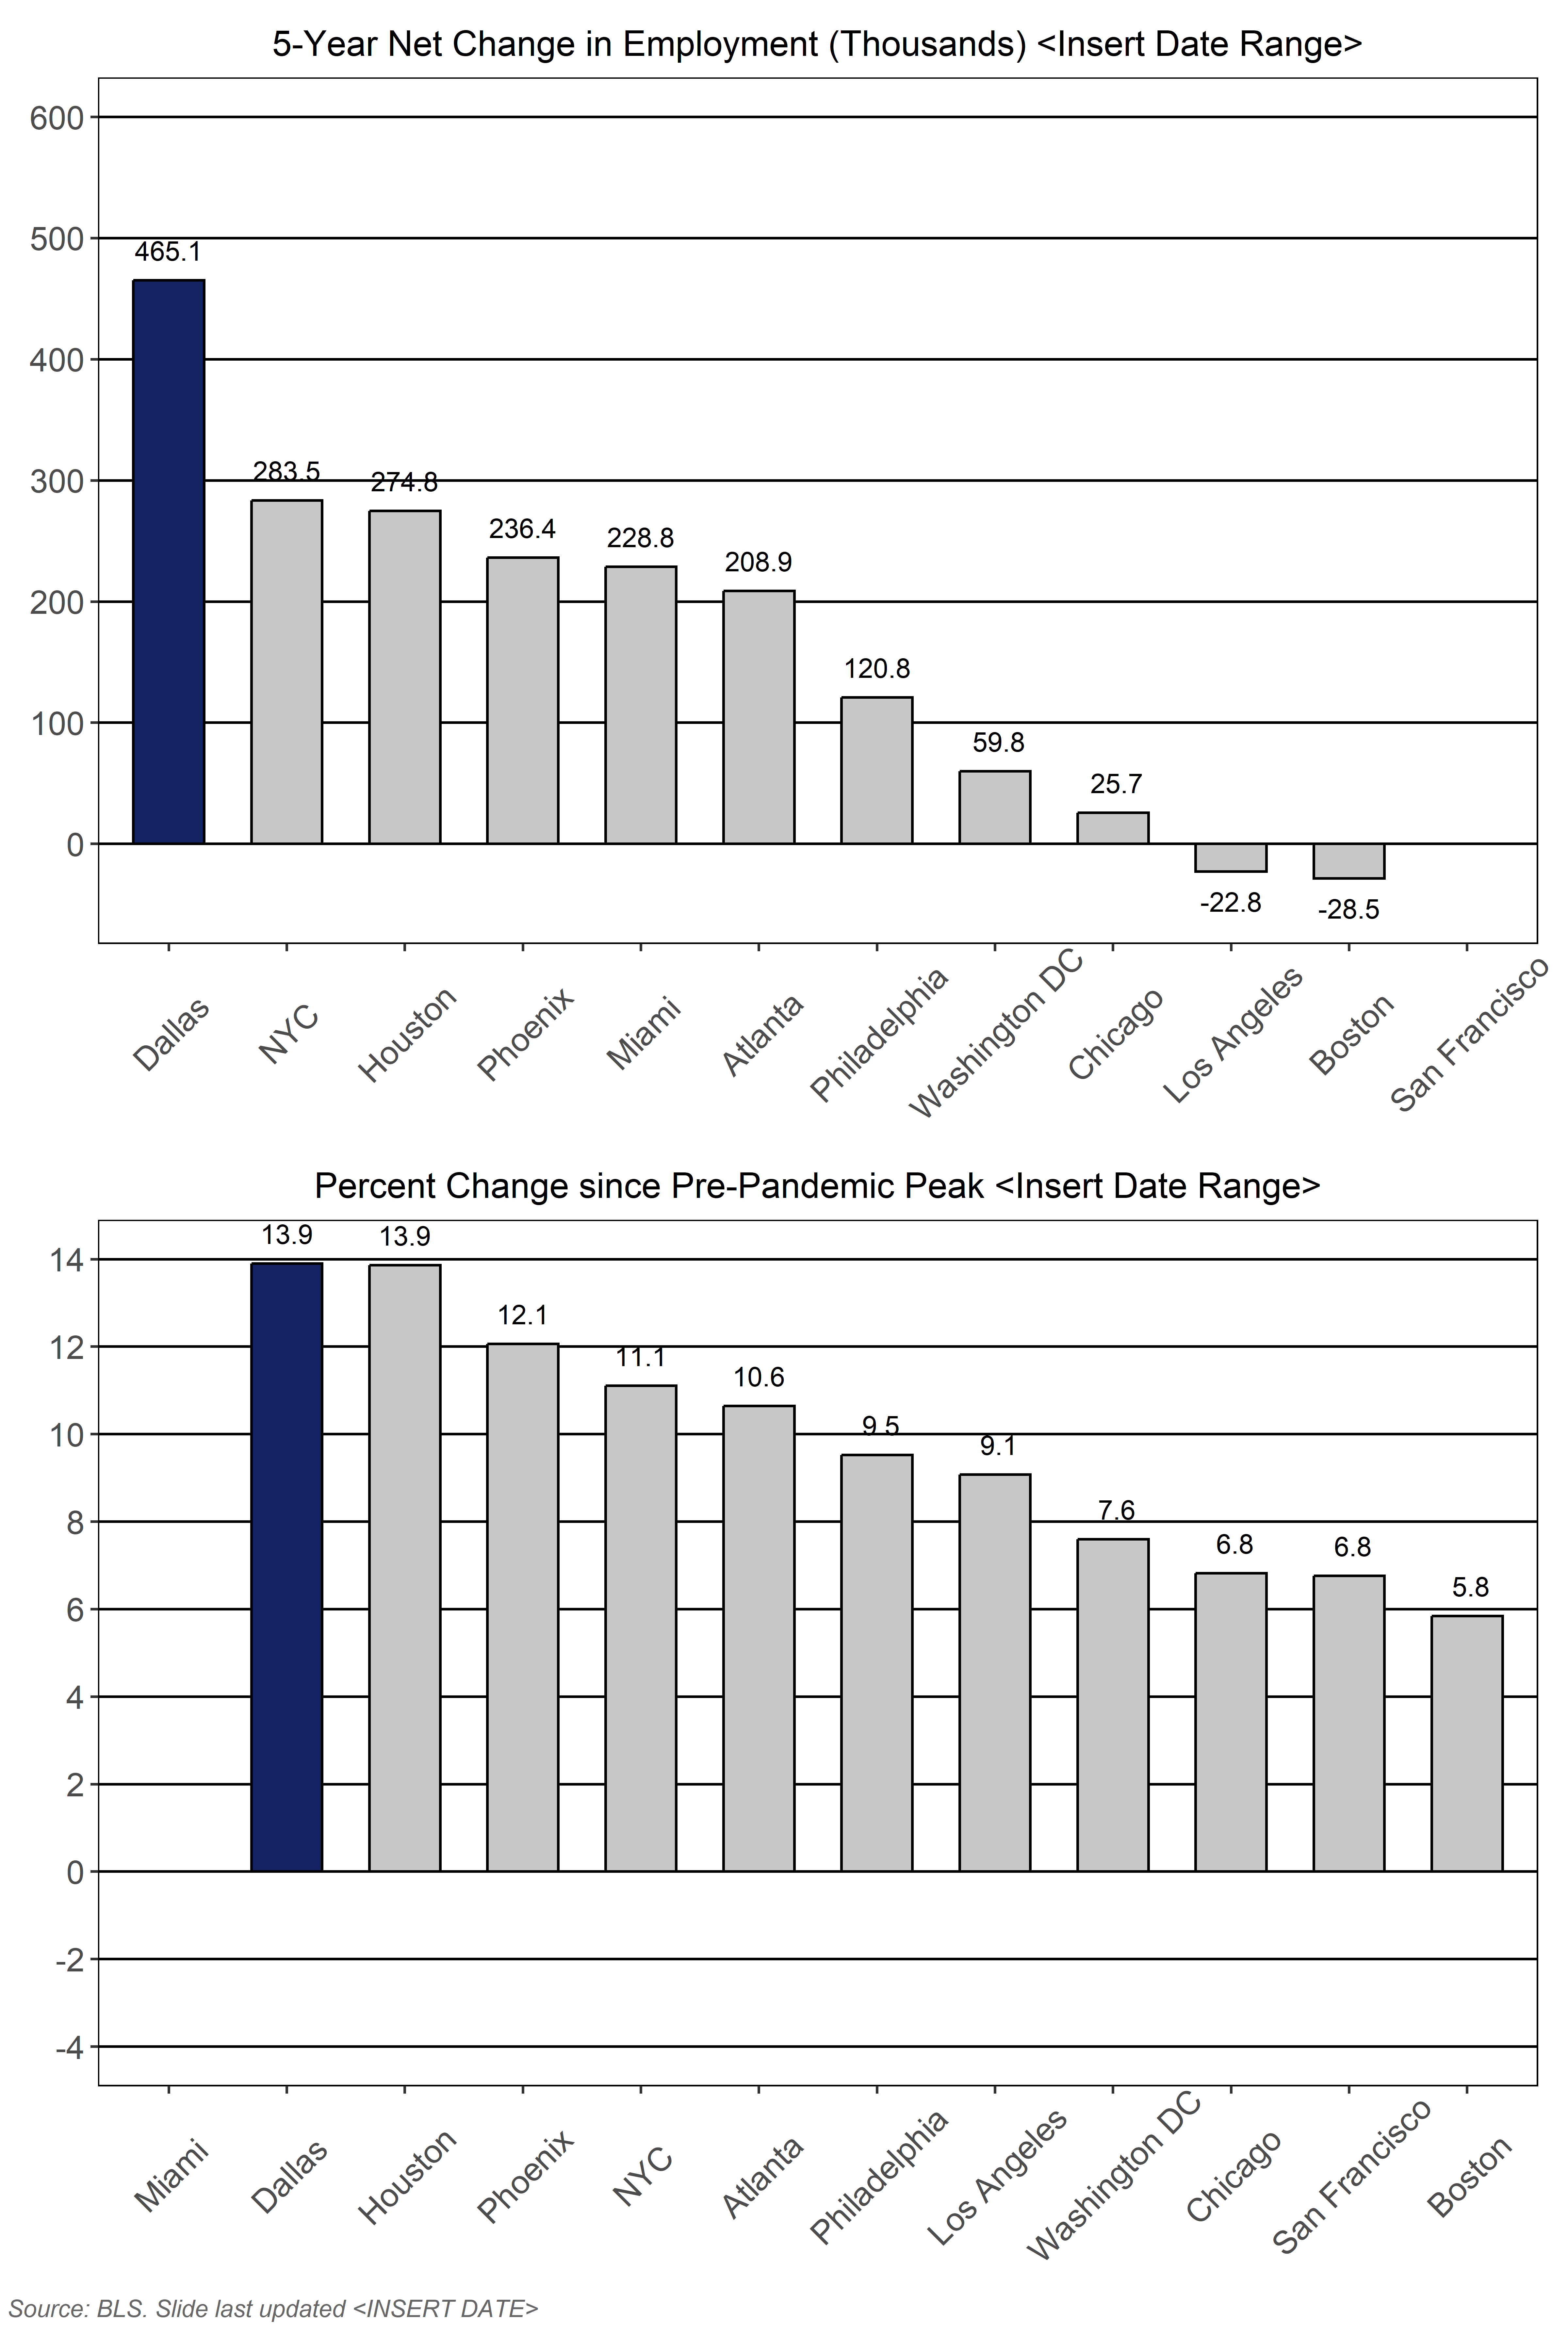 5-Year Net Change in Employment (Thousands) <Insert Date Range>
600
500
400
300
200
100
0
465.1
283.5
274.8
236.4
228.8
208.9
120.8
59.8
25.7
-22.8
-28.5
Dallas
NYC
Houston
Phoenix
Miami
Atlanta
Philadelphia
Washington DC
Chicago
Los Angeles
Boston
San Francisco
Percent Change since Pre-Pandemic Peak <Insert Date Range>
14
12
10
8
6
4
2
0
-2
-4
13.9
13.9
12.1
11.1
10.6
9.5
9.1
7.6
6.8
6.8
5.8
Miami
Dallas
Houston
Phoenix
NYC
Atlanta
Philadelphia
Los Angeles
Washington DC
Chicago
San Francisco
Boston
Source: BLS. Slide last updated <INSERT DATE>